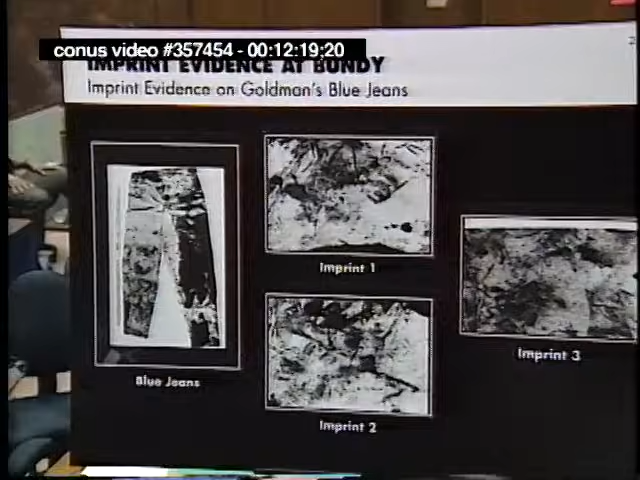 conus video #357454 - 00:12:19:20
IMPRINT EVIDENCE AT BUNDY
Imprint Evidence on Goldman's Blue Jeans
Imprint 1
Imprint 3
Blue Jeans
Imprint 2